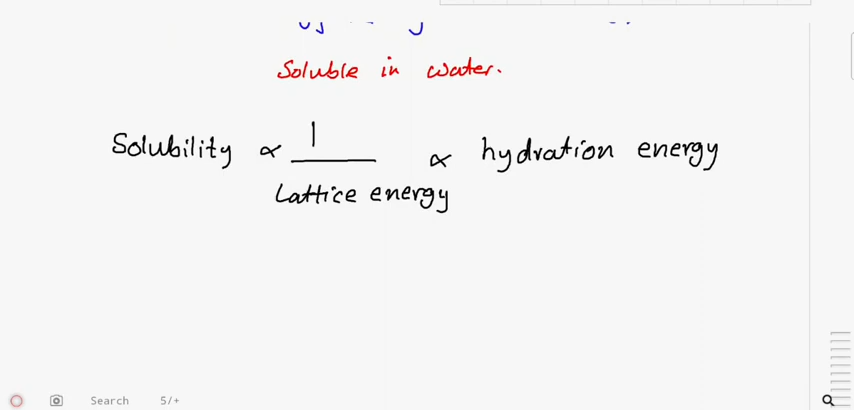 Soluble in water.
Solubility ∝ 1 / Lattice energy ∝ hydration energy
Search 5/+